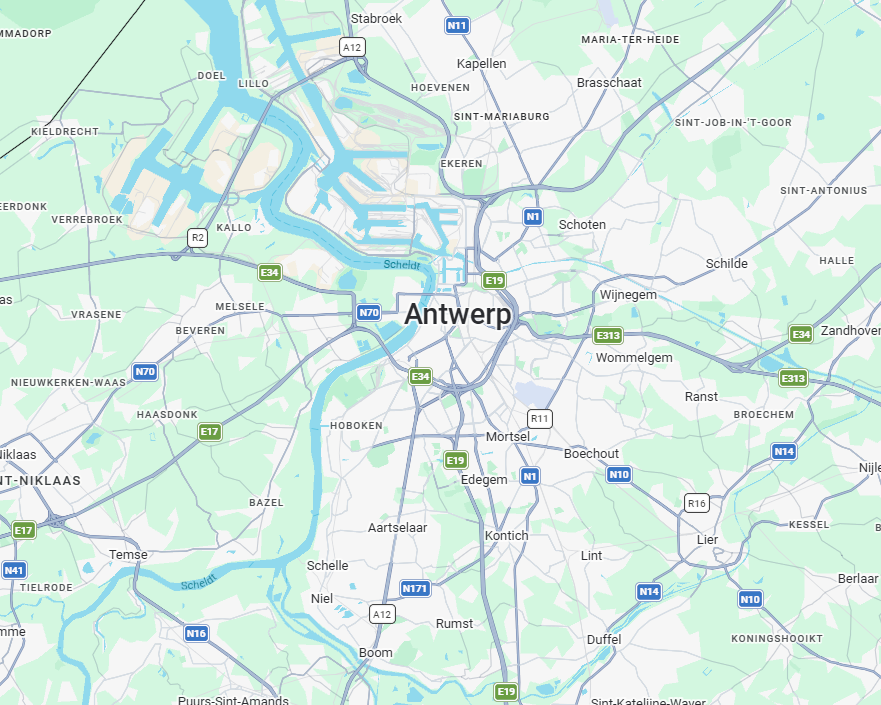 Stabroek
N11
MARIA-TER-HEIDE
MMADORP
A12
Kapellen
DOEL
LILLO
HOEVENEN
Brasschaat
SINT-MARIABURG
SINT-JOB-IN-'T-GOOR
KIELDRECHT
EKEREN
SINT-ANTONIUS
EERDONK
VERREBROEK
N1
KALLO
Schoten
R2
Scheldt
Schilde
HALLE
E34
E19
Wijnegem
as
MELSELE
N70
Antwerp
VRASENE
BEVEREN
E313
E34
Zandhoven
Wommelgem
N70
E34
E313
NIEUWKERKEN-WAAS
Ranst
HAASDONK
BROECHEM
R11
HOBOKEN
E17
Mortsel
Niklaas
Boechout
N14
E19
Nijle
NT-NIKLAAS
Edegem
N1
N10
BAZEL
R16
E17
Aartselaar
KESSEL
B
Kontich
Lier
Temse
Lint
N41
Schelle
Scheldt
Berlaar
TIELRODE
N171
N14
N10
Niel
A12
mme
N16
Rumst
Duffel
KONINGSHOOIKT
Boom
E19
Puurs-Sint-Amands
Sint-Katelijne-Waver